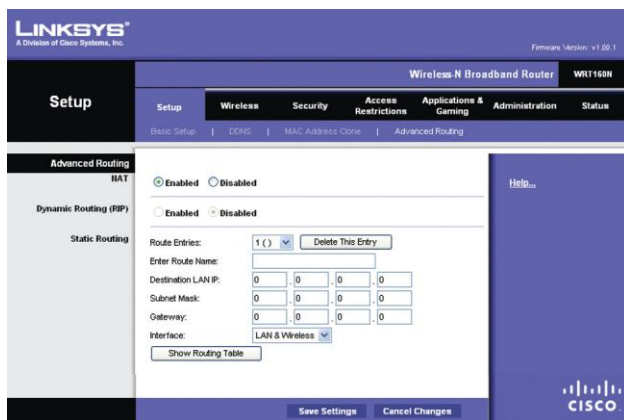 LINKSYS®
A Division of Cisco Systems, Inc.
Firmware Version: v1.00.1
Wireless-N Broadband Router WRT160N
Setup
Setup Wireless Security Access Restrictions Applications & Gaming Administration Status
Basic Setup | DDNS | MAC Address Clone | Advanced Routing
Advanced Routing
NAT
Enabled Disabled
Help...
Dynamic Routing (RIP)
Enabled Disabled
Static Routing
Route Entries: 1 () Delete This Entry
Enter Route Name:
Destination LAN IP: 0 . 0 . 0 . 0
Subnet Mask: 0 . 0 . 0 . 0
Gateway: 0 . 0 . 0 . 0
Interface: LAN & Wireless
Show Routing Table
Save Settings Cancel Changes
CISCO